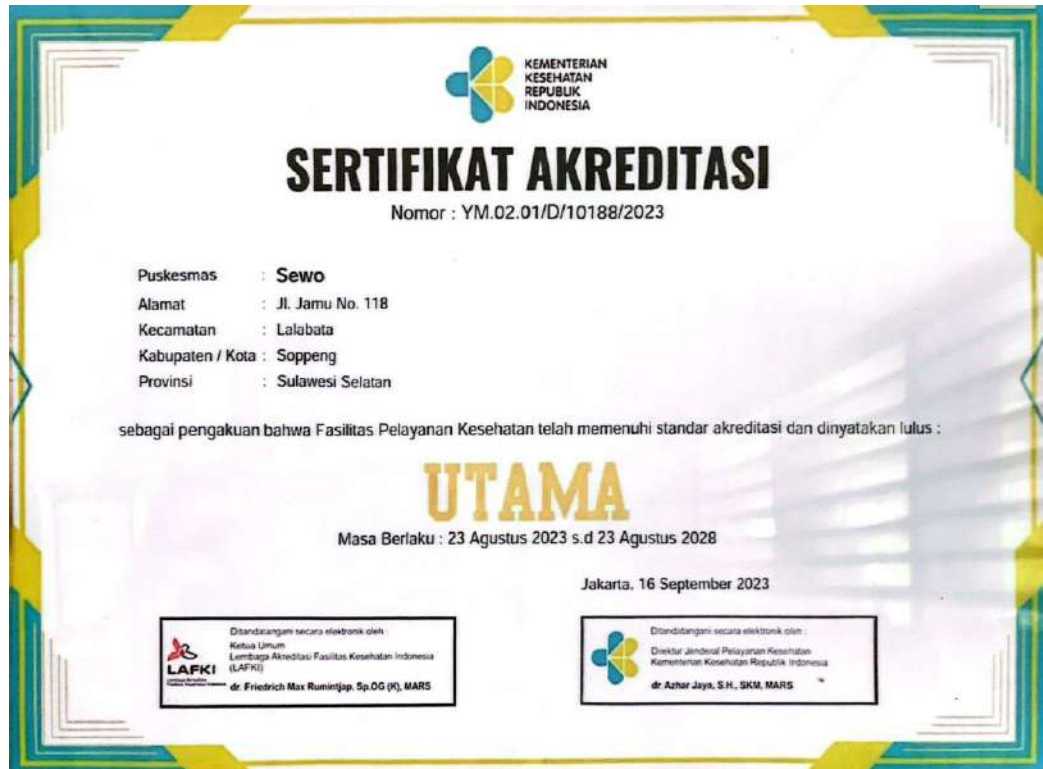 KEMENTERIAN
KESEHATAN
REPUBLIK
INDONESIA
SERTIFIKAT AKREDITASI
Nomor : YM.02.01/D/10188/2023
Puskesmas : Sewo
Alamat : Jl. Jamu No. 118
Kecamatan : Lalabata
Kabupaten / Kota : Soppeng
Provinsi : Sulawesi Selatan
sebagai pengakuan bahwa Fasilitas Pelayanan Kesehatan telah memenuhi standar akreditasi dan dinyatakan lulus :
UTAMA
Masa Berlaku : 23 Agustus 2023 s.d 23 Agustus 2028
Jakarta, 16 September 2023
Ditandatangani secara elektronik oleh :
Ketua Umum
Lembaga Akreditasi Fasilitas Kesehatan Indonesia
(LAFKI)
dr. Friedrich Max Rumintjap, Sp.OG (K), MARS
LAFKI
Ditandatangani secara elektronik oleh :
Direktur Jenderal Pelayanan Kesehatan
Kementerian Kesehatan Republik Indonesia
dr. Azhar Jaya, S.H., SKM, MARS